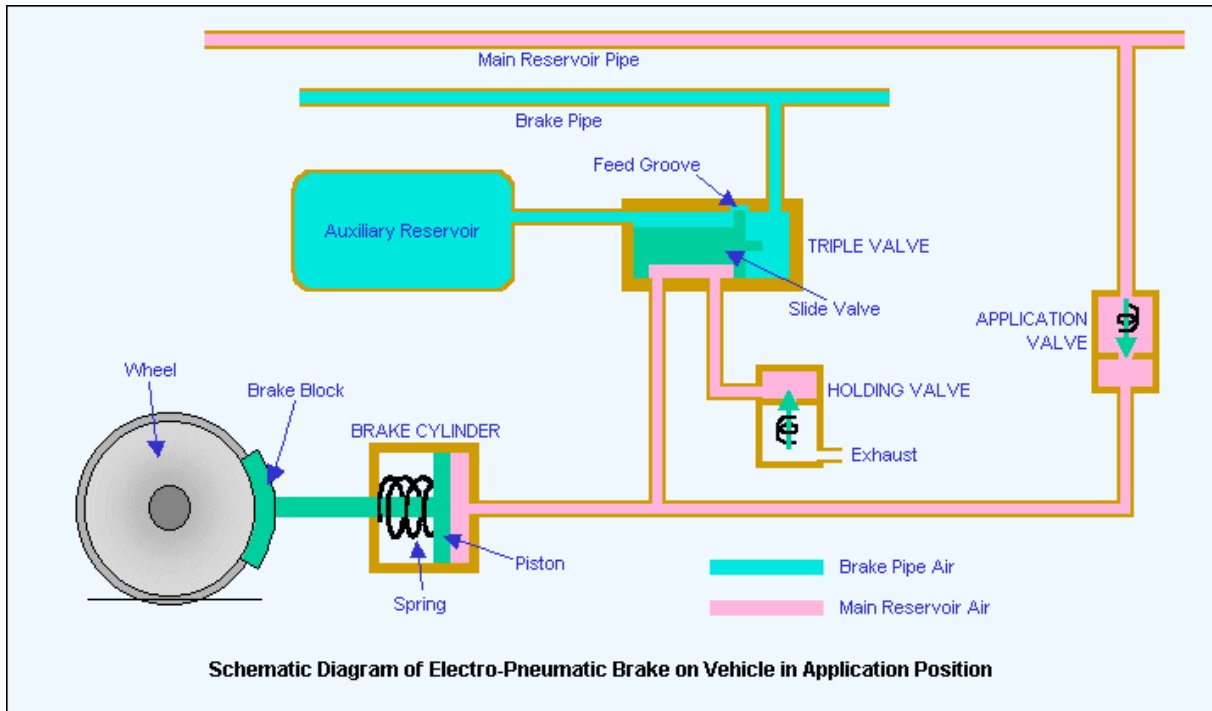 Main Reservoir Pipe
Brake Pipe
Feed Groove
Auxiliary Reservoir
TRIPLE VALVE
Slide Valve
APPLICATION
VALVE
Wheel
Brake Block
HOLDING VALVE
BRAKE CYLINDER
Exhaust
Piston
Spring
Brake Pipe Air
Main Reservoir Air
Schematic Diagram of Electro-Pneumatic Brake on Vehicle in Application Position